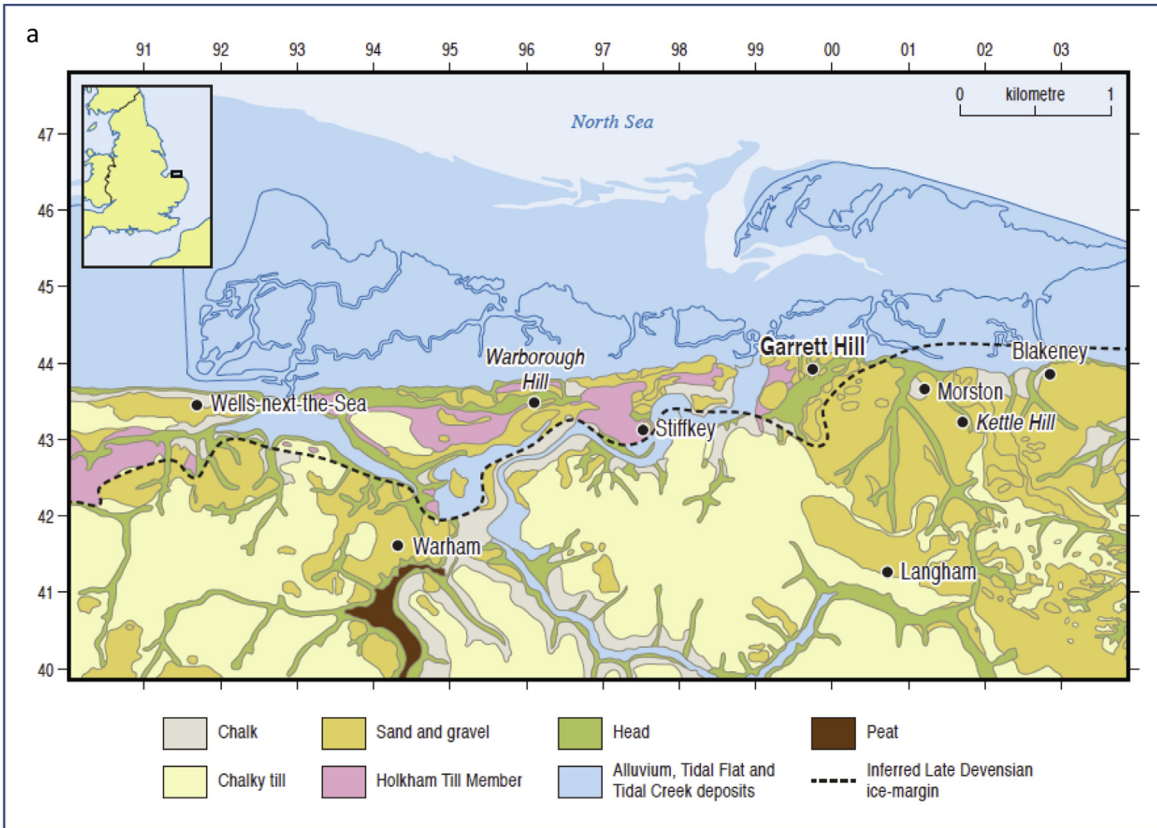 a
91 92 93 94 95 96 97 98 99 00 01 02 03
0 kilometre 1
North Sea
47
46
45
44
43
42
41
40
Garrett Hill
Blakeney
Warborough
Hill
Wells-next-the-Sea
Morston
Kettle Hill
Stiffkey
Warham
Langham
Chalk
Sand and gravel
Head
Peat
Chalky till
Holkham Till Member
Alluvium, Tidal Flat and
Tidal Creek deposits
Inferred Late Devensian
ice-margin